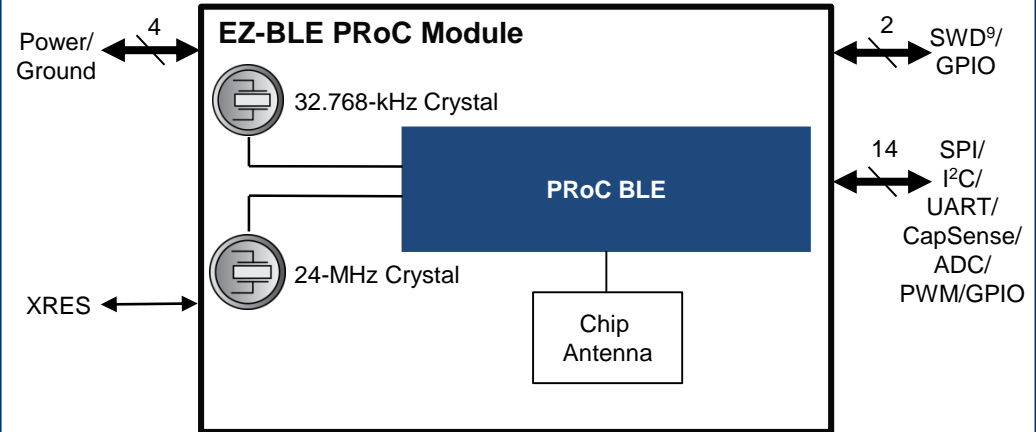 EZ-BLE PRoC Module
4
Power/
Ground
2
SWD⁹/
GPIO
32.768-kHz Crystal
PRoC BLE
14
SPI/
I²C/
UART/
CapSense/
ADC/
PWM/GPIO
24-MHz Crystal
XRES
Chip
Antenna